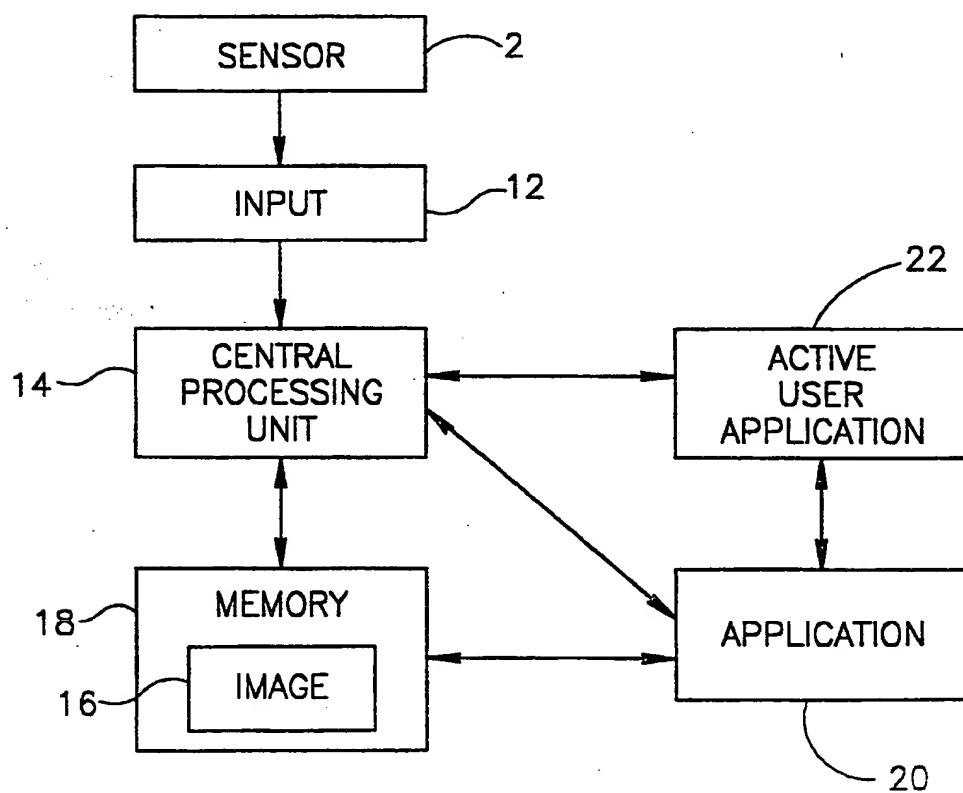 SENSOR
2
INPUT
12
22
14
CENTRAL
PROCESSING
UNIT
ACTIVE
USER
APPLICATION
18
MEMORY
16
IMAGE
APPLICATION
20